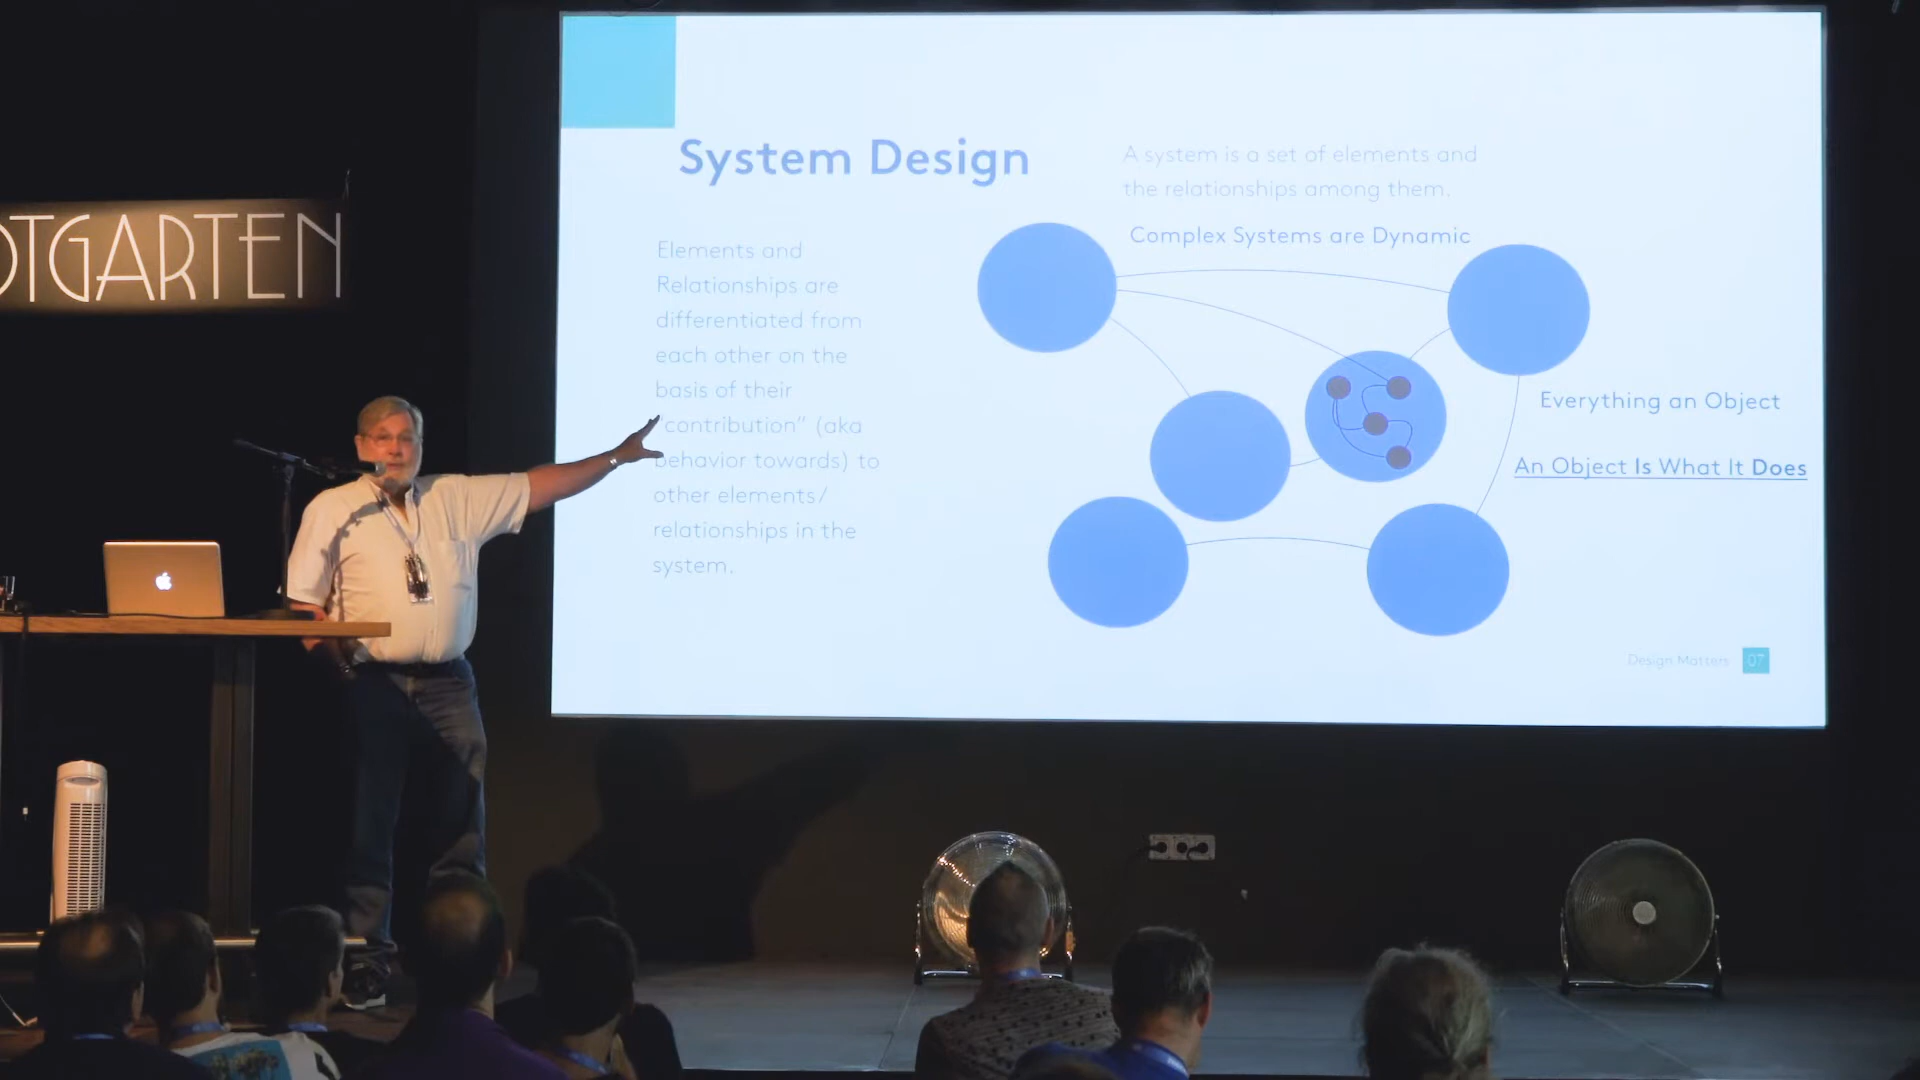 OTGARTEN
System Design
A system is a set of elements and
the relationships among them.
Complex Systems are Dynamic
Elements and
Relationships are
differentiated from
each other on the
basis of their
"contribution" (aka
behavior towards) to
other elements/
relationships in the
system.
Everything an Object
An Object Is What It Does
Design Matters 07